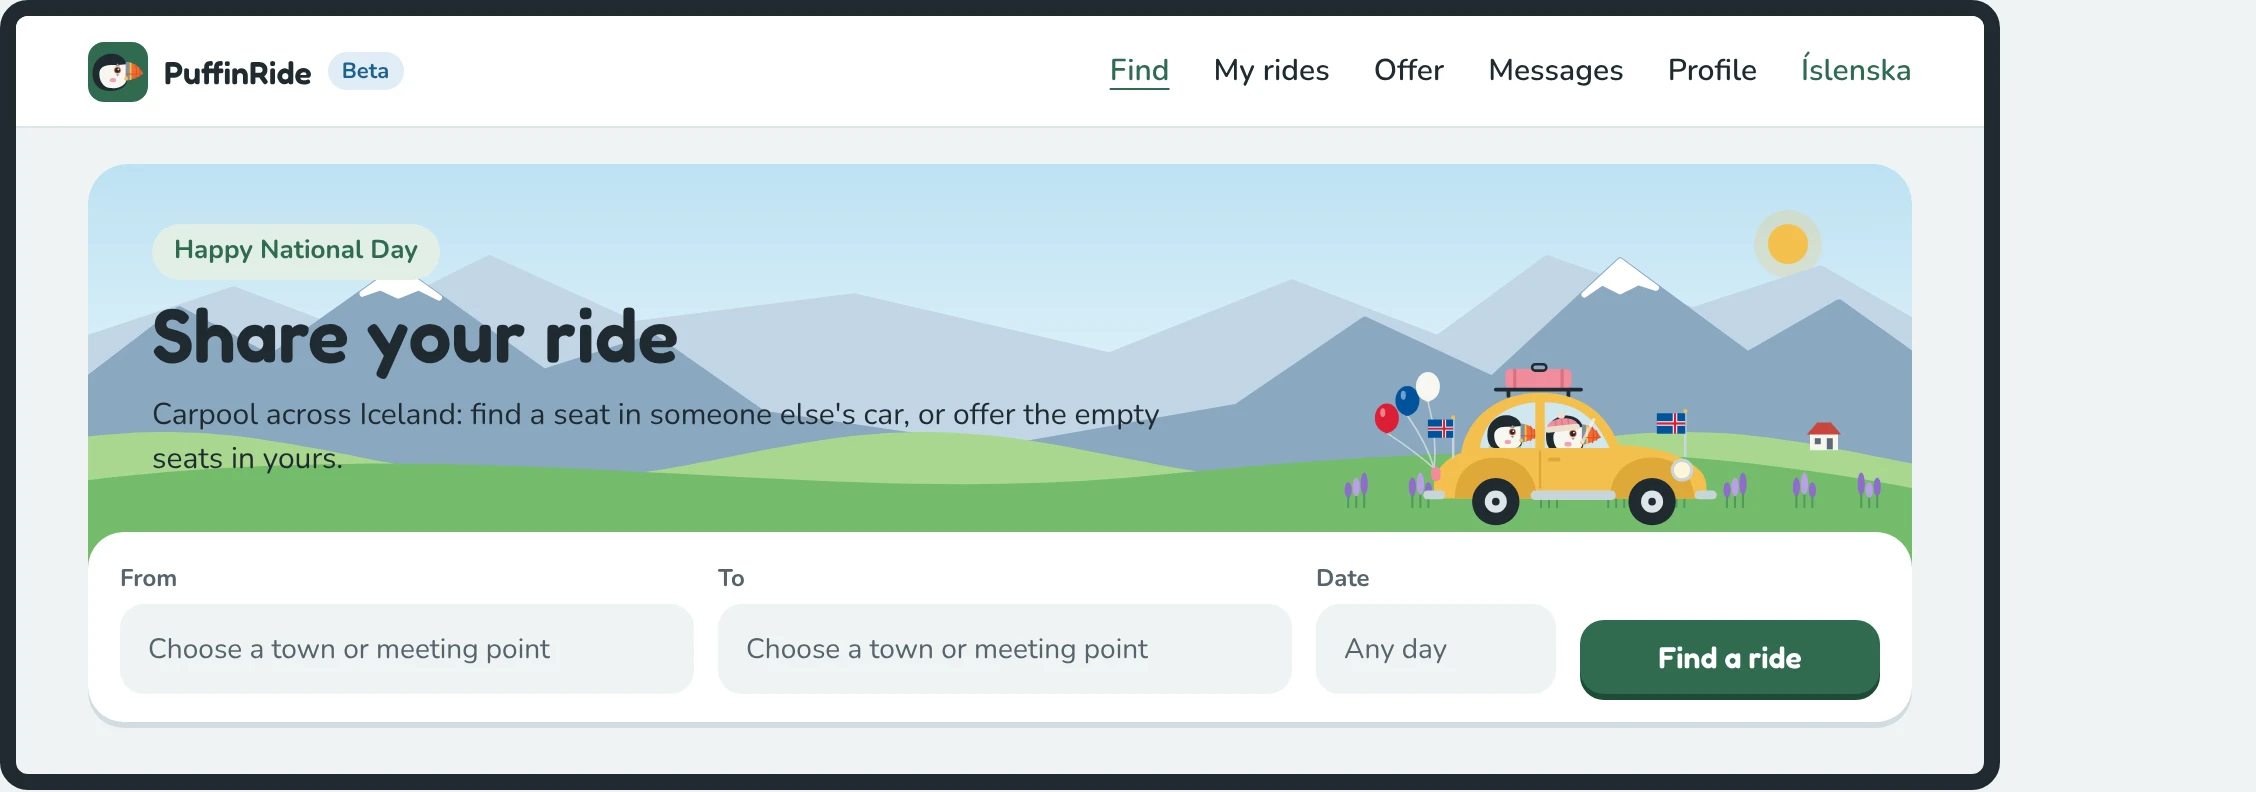 PuffinRide Beta Find My rides Offer Messages Profile Íslenska
Happy National Day
Share your ride
Carpool across Iceland: find a seat in someone else's car, or offer the empty
seats in yours.
From To Date
Choose a town or meeting point Choose a town or meeting point Any day Find a ride